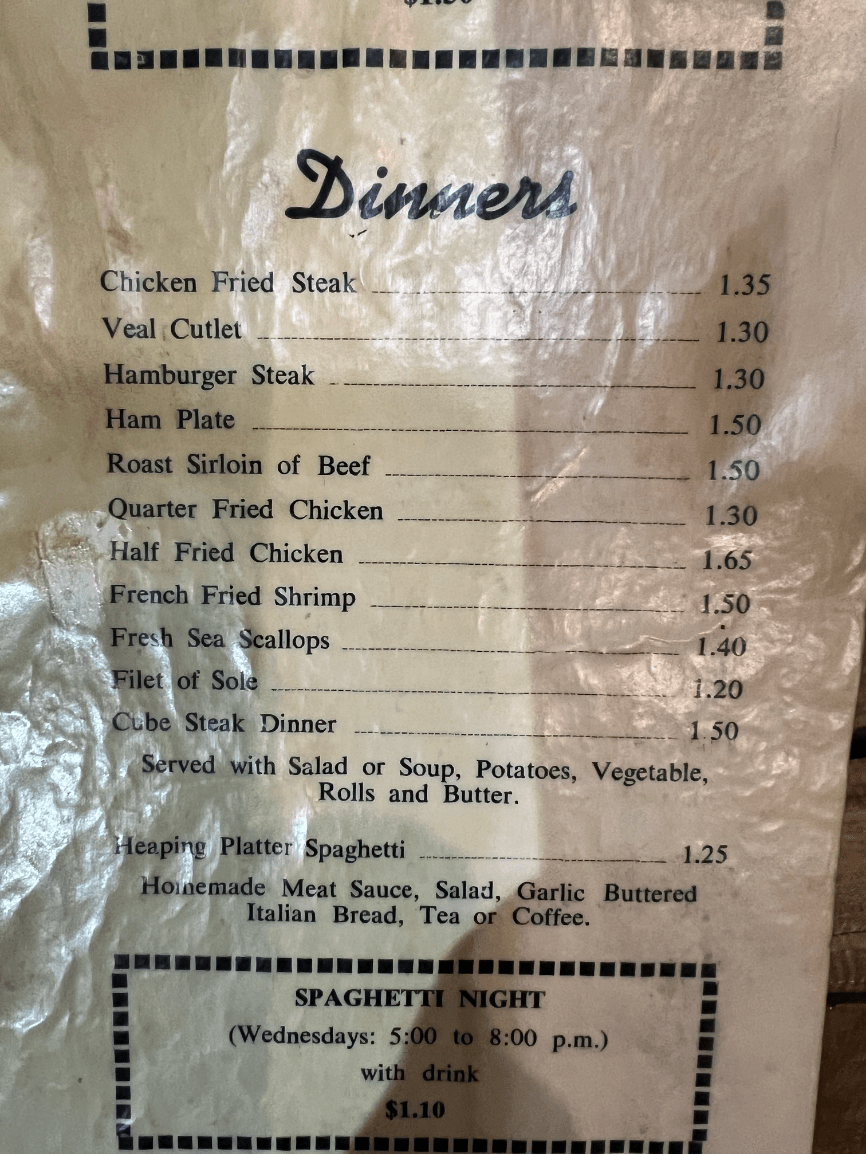 Dinners
Chicken Fried Steak 1.35
Veal Cutlet 1.30
Hamburger Steak 1.30
Ham Plate 1.50
Roast Sirloin of Beef 1.50
Quarter Fried Chicken 1.30
Half Fried Chicken 1.65
French Fried Shrimp 1.50
Fresh Sea Scallops 1.40
Filet of Sole 1.20
Cube Steak Dinner 1.50
Served with Salad or Soup, Potatoes, Vegetable,
Rolls and Butter.
Heaping Platter Spaghetti 1.25
Homemade Meat Sauce, Salad, Garlic Buttered
Italian Bread, Tea or Coffee.
SPAGHETTI NIGHT
(Wednesdays: 5:00 to 8:00 p.m.)
with drink
$1.10